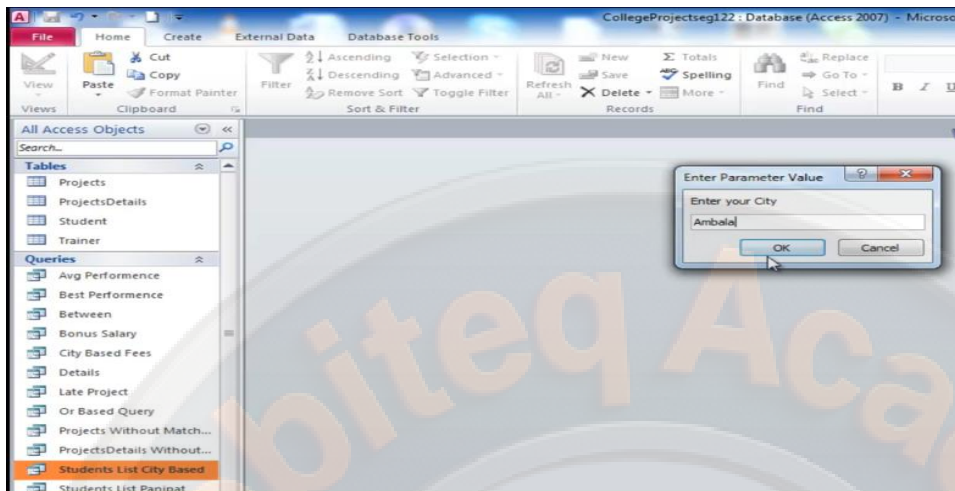 CollegeProjectseg122 : Database (Access 2007) - Microso
File Home Create External Data Database Tools
View
Paste
Cut
Copy
Format Painter
Filter
Ascending
Descending
Remove Sort
Selection
Advanced
Toggle Filter
Refresh All
New
Save
Delete
Totals
Spelling
More
Find
Replace
Go To
Select
B I U
Views Clipboard Sort & Filter Records Find
All Access Objects
Search...
Tables
Projects
ProjectsDetails
Student
Trainer
Queries
Avg Performence
Best Performence
Between
Bonus Salary
City Based Fees
Details
Late Project
Or Based Query
Projects Without Match...
ProjectsDetails Without...
Students List City Based
Students List Paninat
Enter Parameter Value
Enter your City
Ambala
OK Cancel
biteq Aca